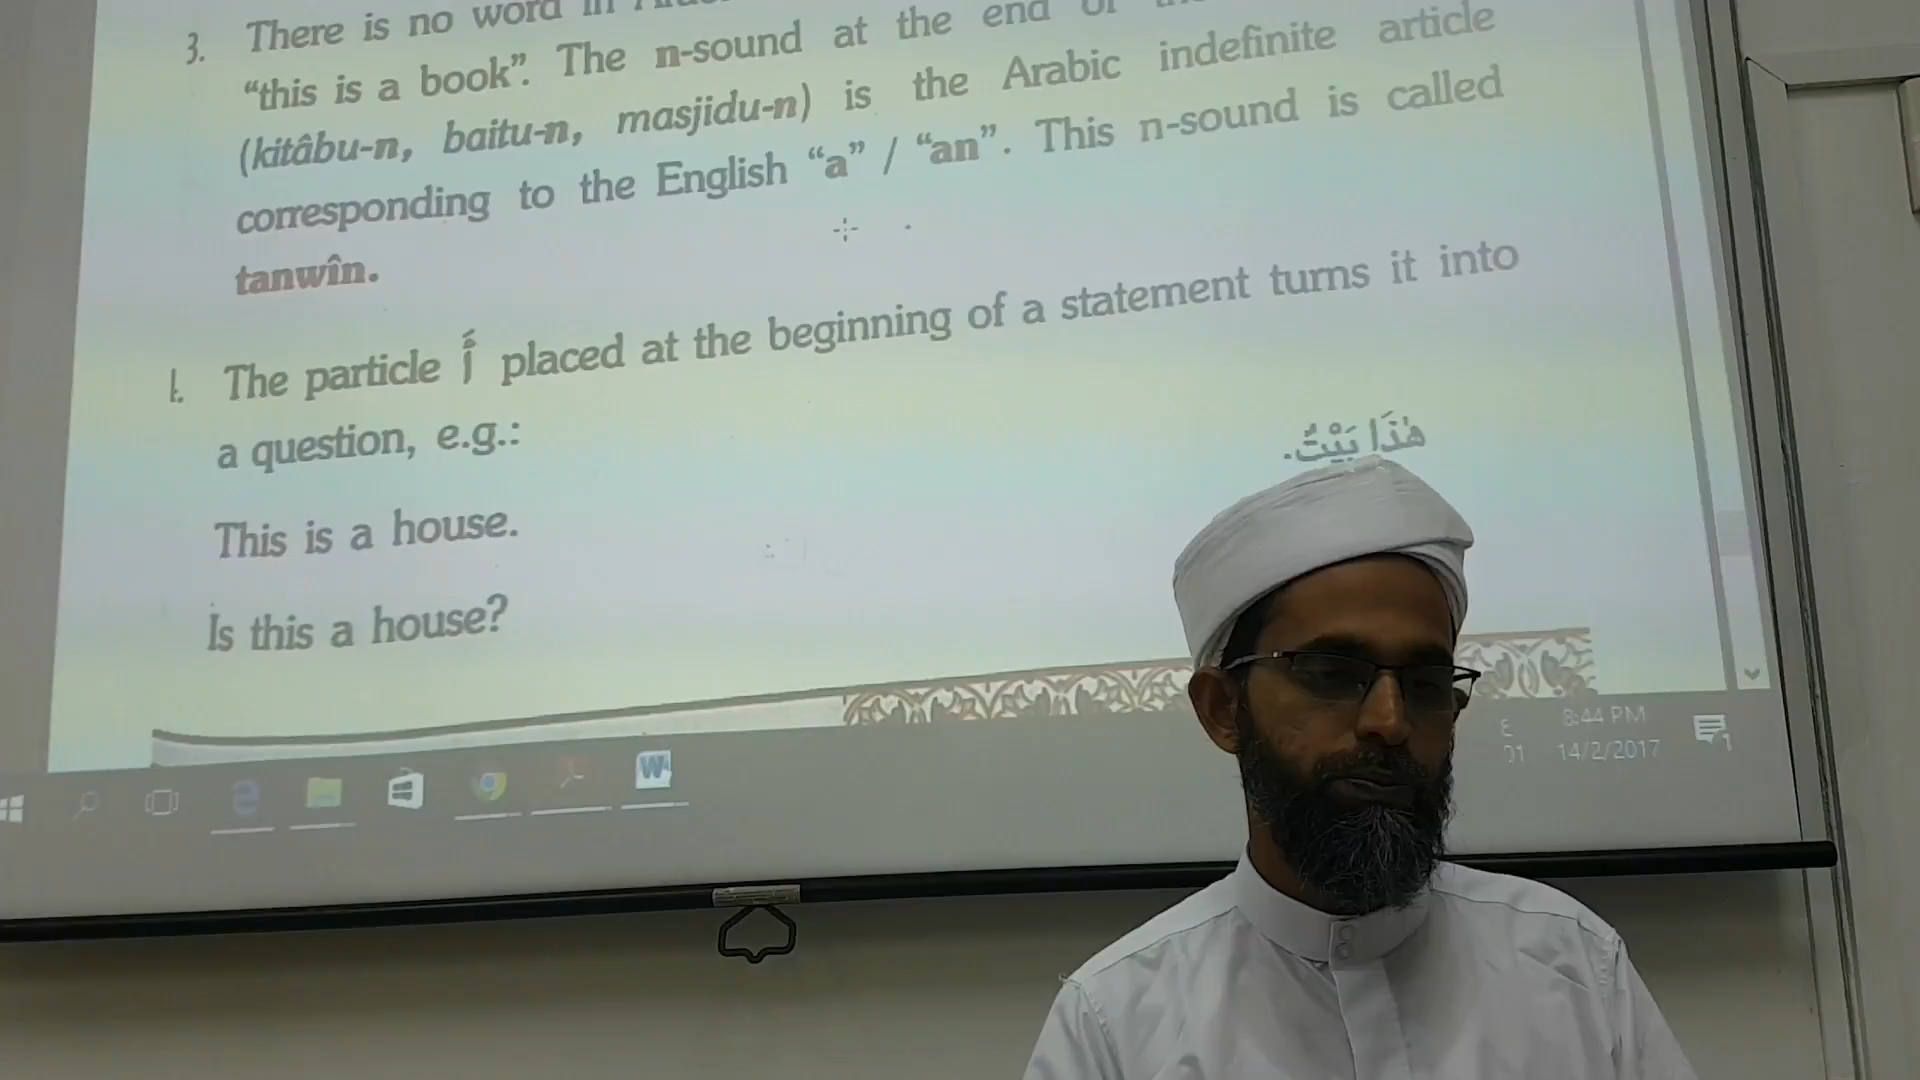 3. There is no word in
"this is a book". The n-sound at the end of
(kitâbu-n, baitu-n, masjidu-n) is the Arabic indefinite article
corresponding to the English "a" / "an". This n-sound is called
tanwîn.
The particle أَ placed at the beginning of a statement turns it into
a question, e.g.:
هٰذَا بَيْتٌ.
This is a house.
Is this a house?
8:44 PM
14/2/2017